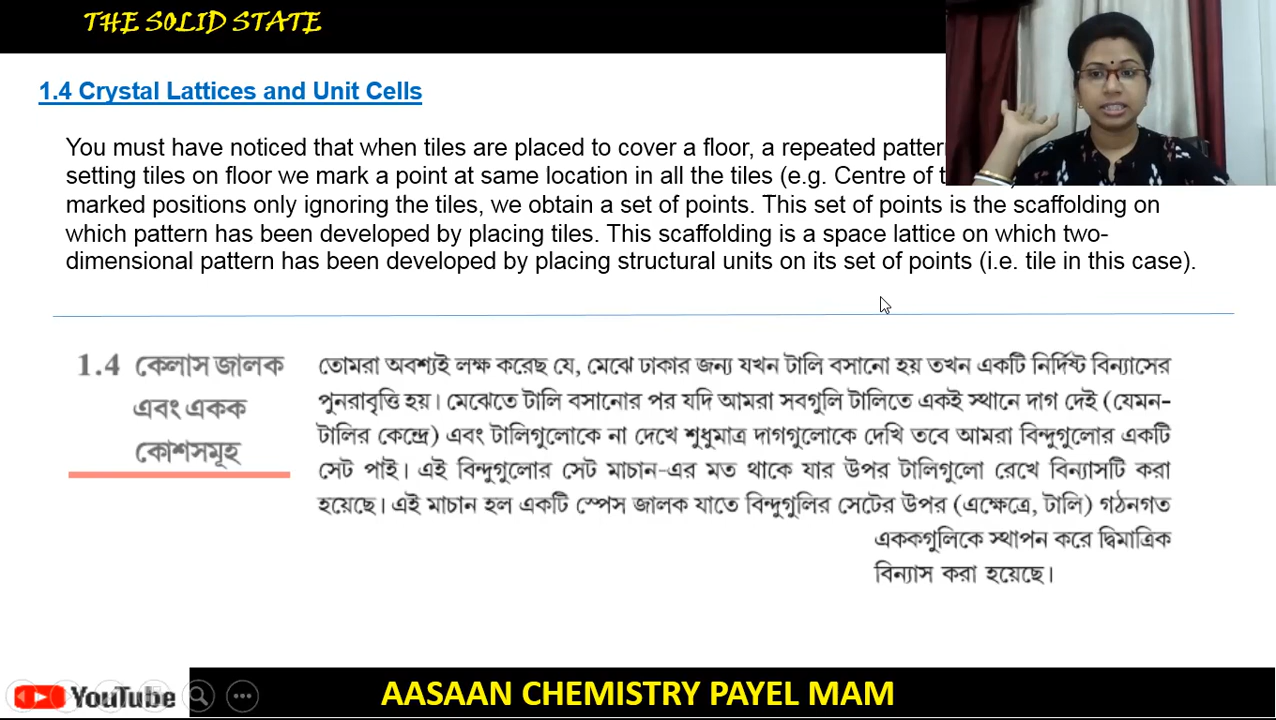 THE SOLID STATE
1.4 Crystal Lattices and Unit Cells
You must have noticed that when tiles are placed to cover a floor, a repeated
setting tiles on floor we mark a point at same location in all the tiles (e.g. Centre of
marked positions only ignoring the tiles, we obtain a set of points. This set of points is the scaffolding on
which pattern has been developed by placing tiles. This scaffolding is a space lattice on which two-
dimensional pattern has been developed by placing structural units on its set of points (i.e. tile in this case).
1.4 কেলাস জালক
এবং একক
কোশসমূহ
তোমরা অবশ্যই লক্ষ করেছ যে, মেঝে ঢাকার জন্য যখন টালি বসানো হয় তখন একটি নির্দিষ্ট বিন্যাসের
পুনরাবৃত্তি হয়। মেঝেতে টালি বসানোর পর যদি আমরা সবগুলি টালিতে একই স্থানে দাগ দেই (যেমন-
টালির কেন্দ্রে) এবং টালিগুলোকে না দেখে শুধুমাত্র দাগগুলোকে দেখি তবে আমরা বিন্দুগুলোর একটি
সেট পাই। এই বিন্দুগুলোর সেট মাচান-এর মত থাকে যার উপর টালিগুলো রেখে বিন্যাসটি করা
হয়েছে। এই মাচান হল একটি স্পেস জালক যাতে বিন্দুগুলির সেটের উপর (এক্ষেত্রে, টালি) গঠনগত
এককগুলিকে স্থাপন করে দ্বিমাত্রিক
বিন্যাস করা হয়েছে।
YouTube
AASAAN CHEMISTRY PAYEL MAM